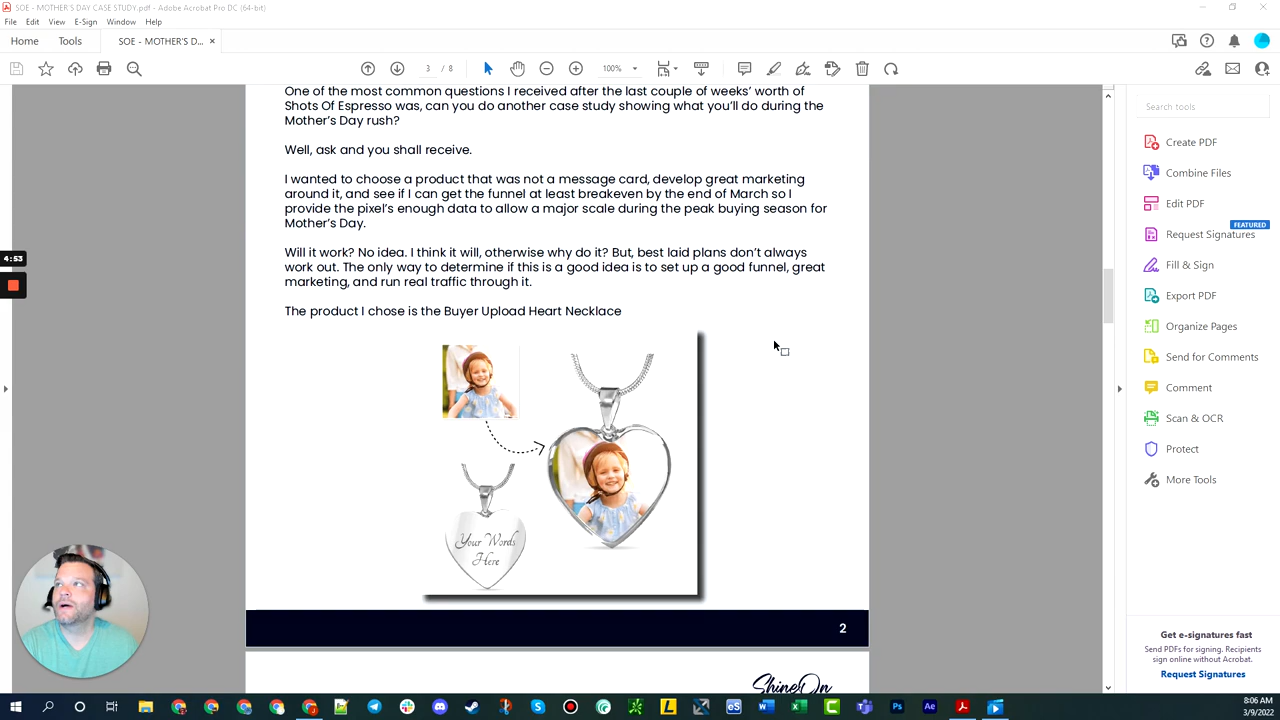 SOE - MOTHER'S DAY CASE STUDY.pdf - Adobe Acrobat Pro DC (64-bit)
File Edit View E-Sign Window Help
Home Tools SOE - MOTHER'S D... ×
3 / 8 100%
One of the most common questions I received after the last couple of weeks' worth of
Shots Of Espresso was, can you do another case study showing what you'll do during the
Mother's Day rush?
Well, ask and you shall receive.
I wanted to choose a product that was not a message card, develop great marketing
around it, and see if I can get the funnel at least breakeven by the end of March so I
provide the pixel's enough data to allow a major scale during the peak buying season for
Mother's Day.
Will it work? No idea. I think it will, otherwise why do it? But, best laid plans don't always
work out. The only way to determine if this is a good idea is to set up a good funnel, great
marketing, and run real traffic through it.
The product I chose is the Buyer Upload Heart Necklace
Your Words
Here
2
ShineOn
4:53
Search tools
Create PDF
Combine Files
Edit PDF
FEATURED
Request Signatures
Fill & Sign
Export PDF
Organize Pages
Send for Comments
Comment
Scan & OCR
Protect
More Tools
Get e-signatures fast
Send PDFs for signing. Recipients
sign online without Acrobat.
Request Signatures
8:06 AM
3/9/2022